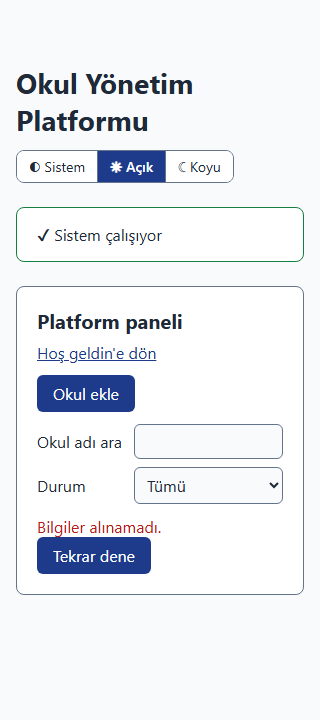 Okul Yönetim
Platformu
◐ Sistem
☀ Açık
☾ Koyu
✓ Sistem çalışıyor
Platform paneli
Hoş geldin'e dön
Okul ekle
Okul adı ara
Durum
Tümü
Bilgiler alınamadı.
Tekrar dene